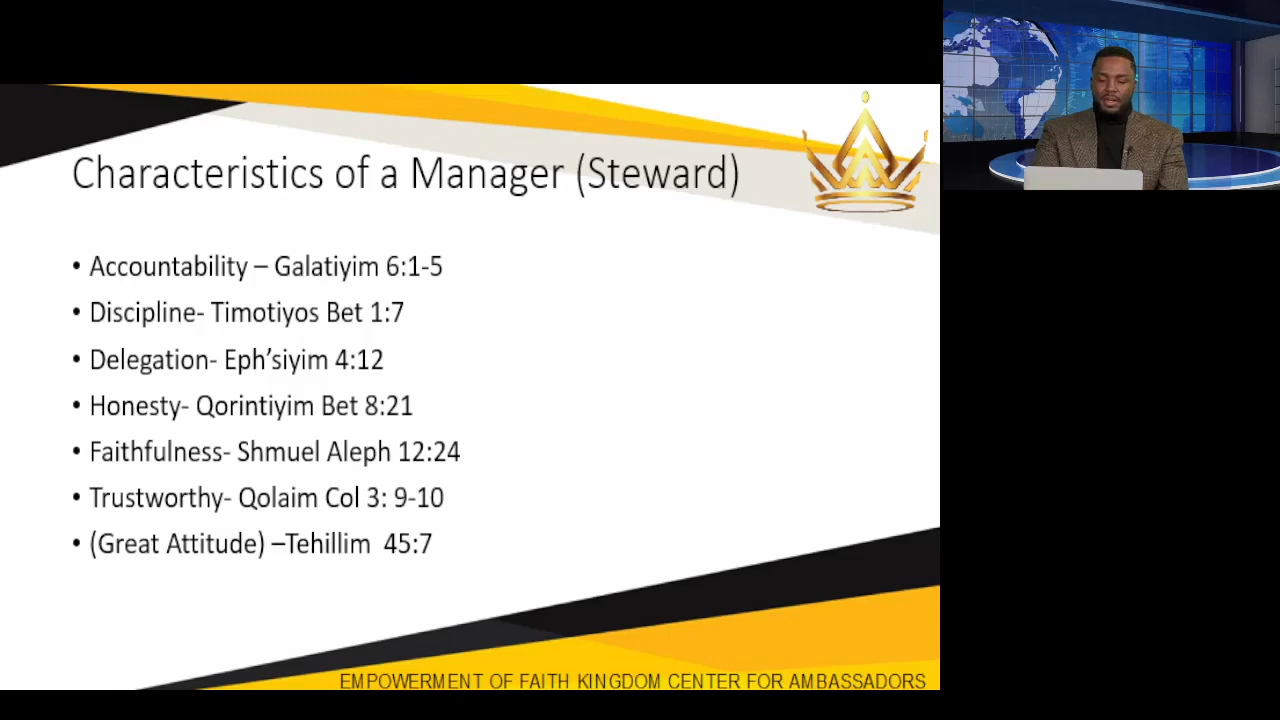 Characteristics of a Manager (Steward)
• Accountability – Galatiyim 6:1-5
• Discipline- Timotiyos Bet 1:7
• Delegation- Eph’siyim 4:12
• Honesty- Qorintiyim Bet 8:21
• Faithfulness- Shmuel Aleph 12:24
• Trustworthy- Qolaim Col 3: 9-10
• (Great Attitude) –Tehillim 45:7
EMPOWERMENT OF FAITH KINGDOM CENTER FOR AMBASSADORS